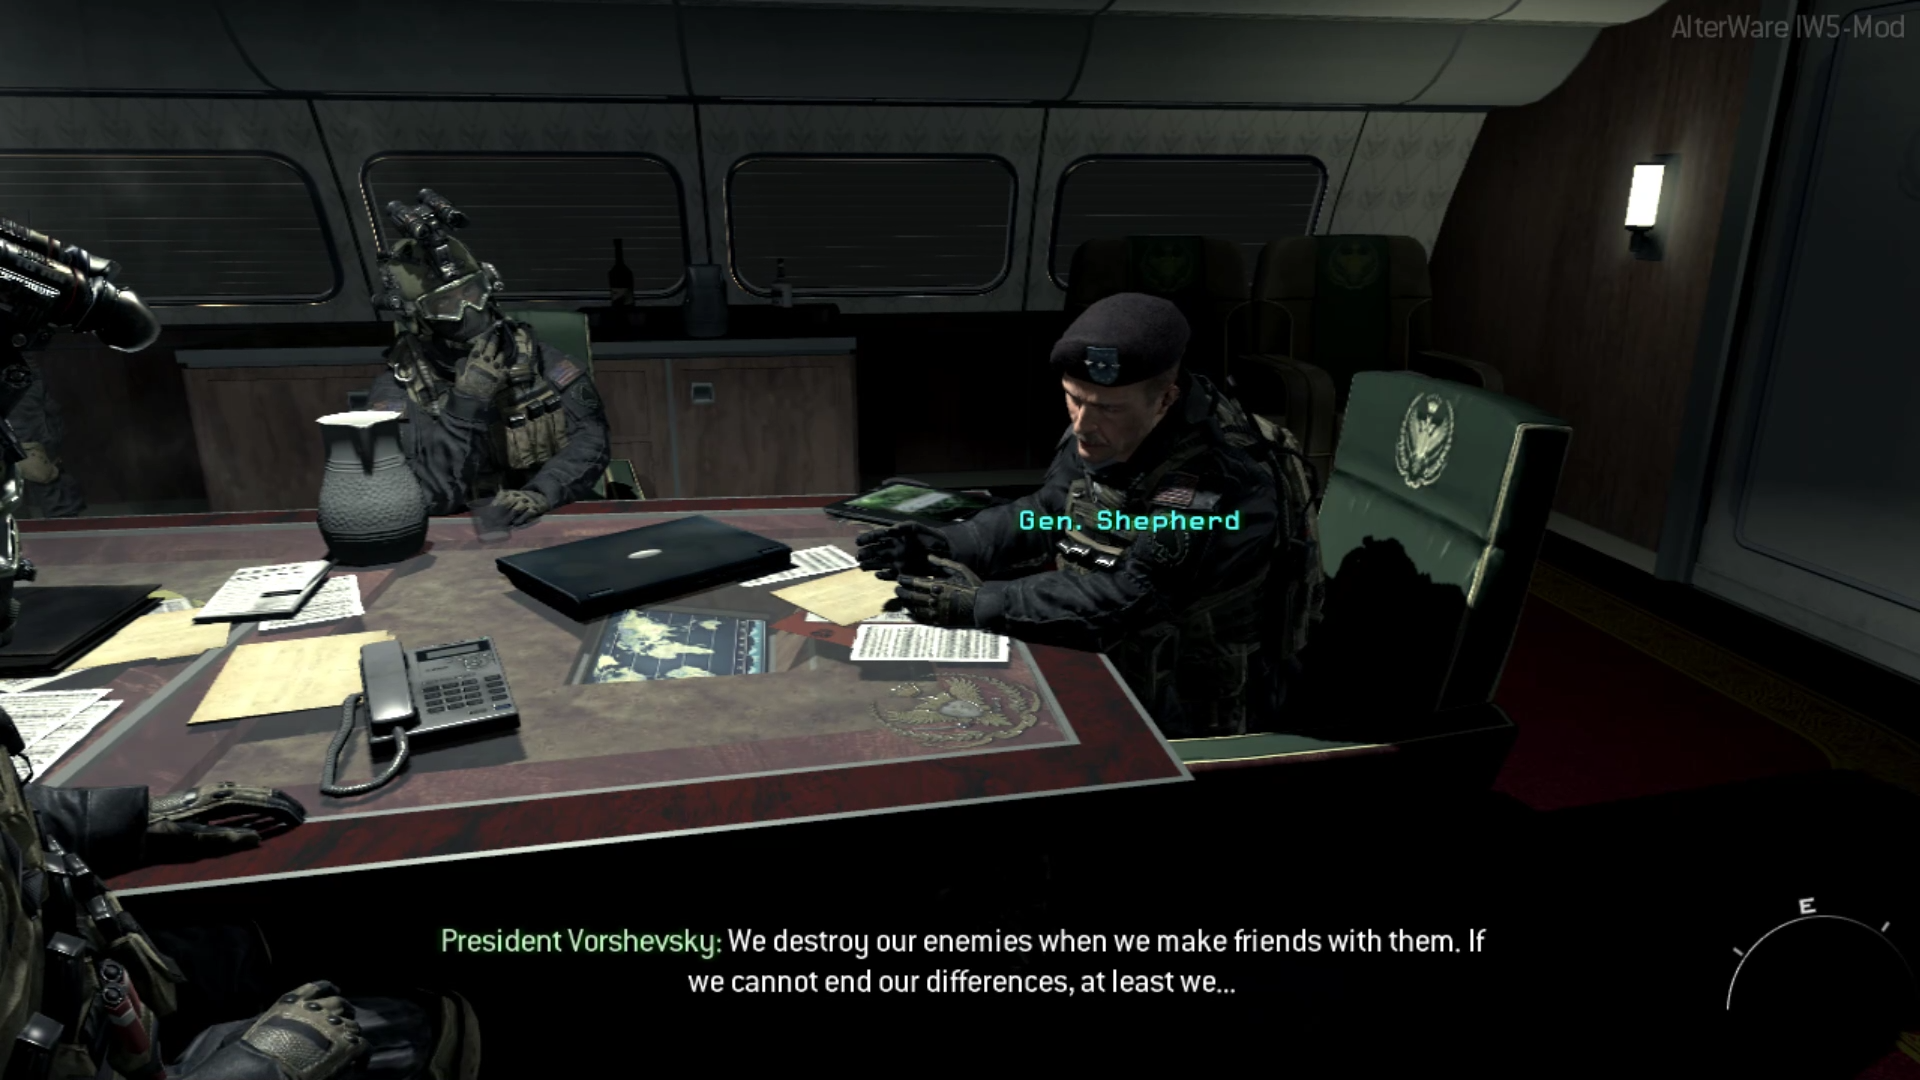 AlterWare IW5-Mod
Gen. Shepherd
President Vorshevsky: We destroy our enemies when we make friends with them. If
we cannot end our differences, at least we...
E